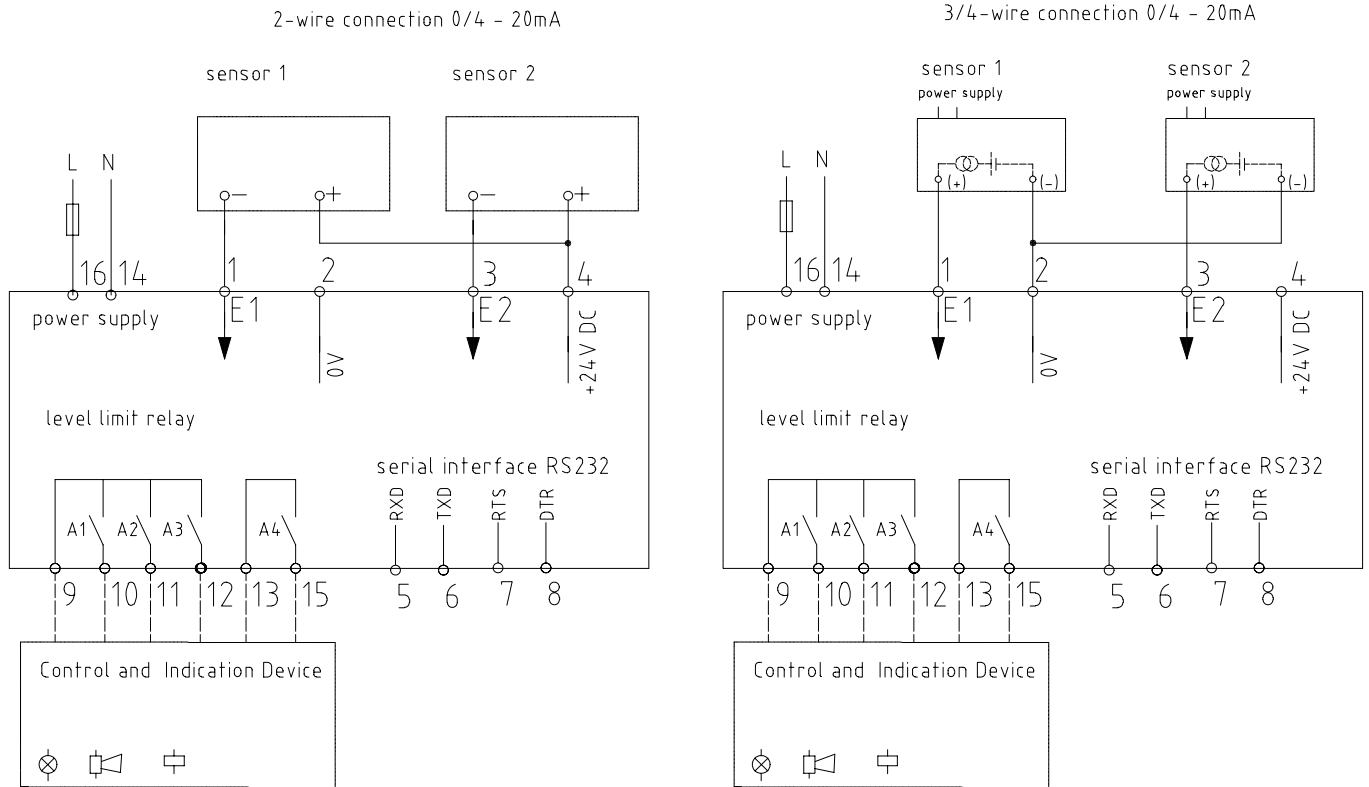 2-wire connection 0/4 - 20mA
sensor 1
sensor 2
L
N
-
+
-
+
16
14
1
2
3
4
power supply
E1
0V
E2
+24V DC
level limit relay
serial interface RS232
A1
A2
A3
A4
RXD
TXD
RTS
DTR
9
10
11
12
13
15
5
6
7
8
Control and Indication Device
3/4-wire connection 0/4 - 20mA
sensor 1
power supply
sensor 2
power supply
L
N
(+)
(-)
(+)
(-)
16
14
1
2
3
4
power supply
E1
0V
E2
+24V DC
level limit relay
serial interface RS232
A1
A2
A3
A4
RXD
TXD
RTS
DTR
9
10
11
12
13
15
5
6
7
8
Control and Indication Device